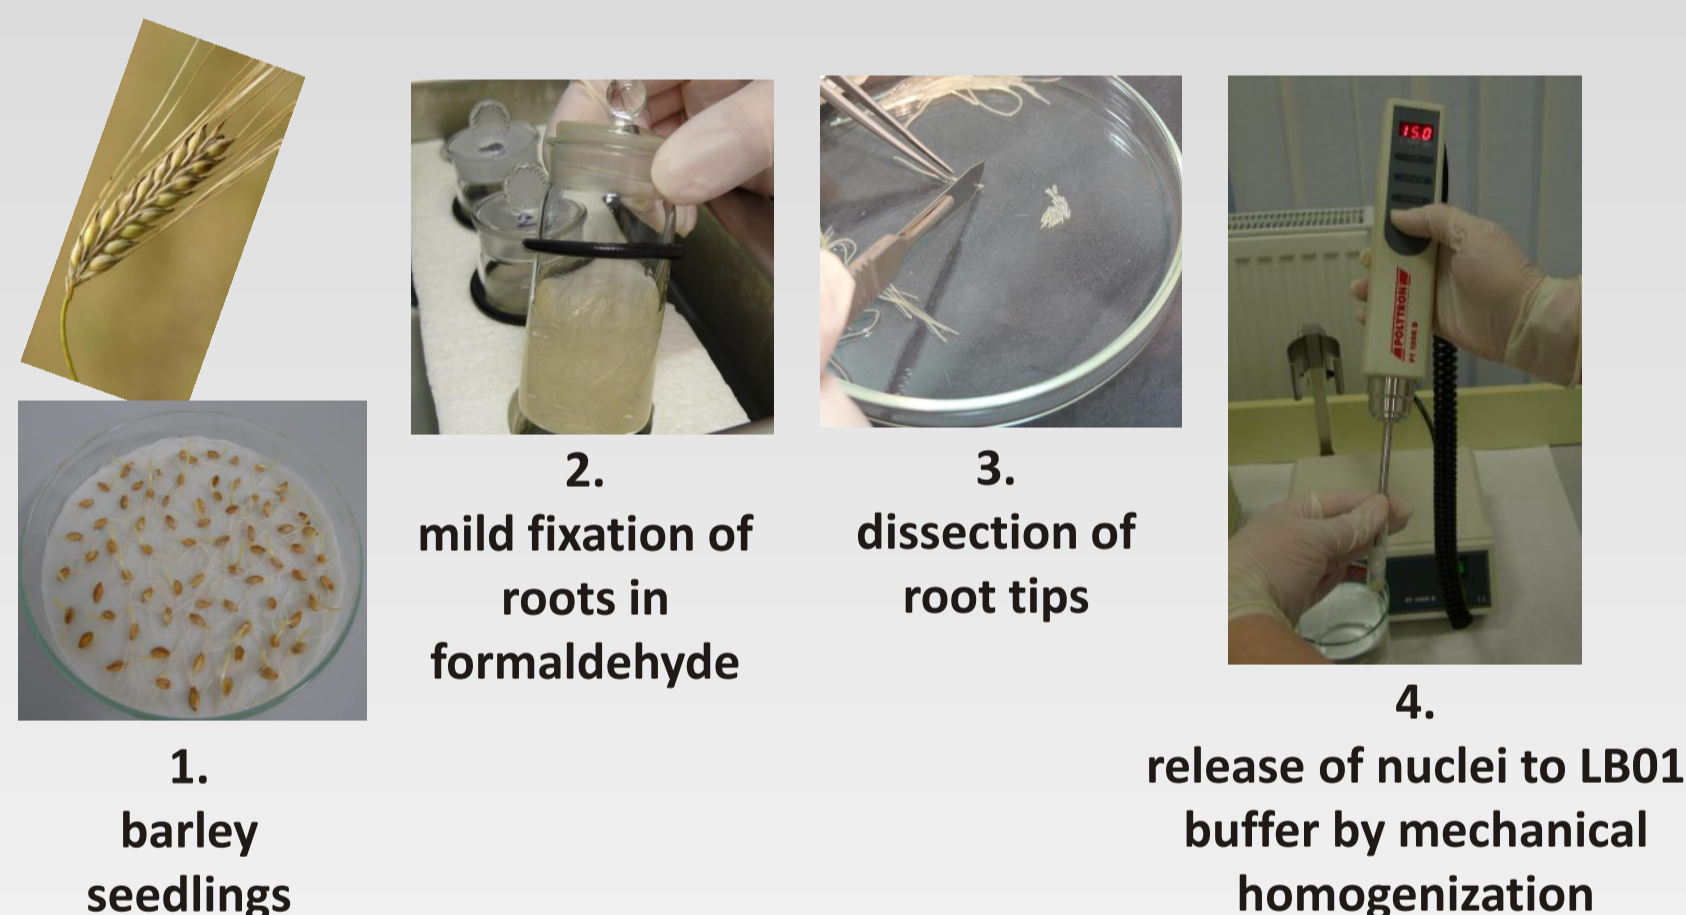 1.
barley
seedlings
2.
mild fixation of
roots in
formaldehyde
3.
dissection of
root tips
15.0
POLYTRON
4.
release of nuclei to LB01
buffer by mechanical
homogenization